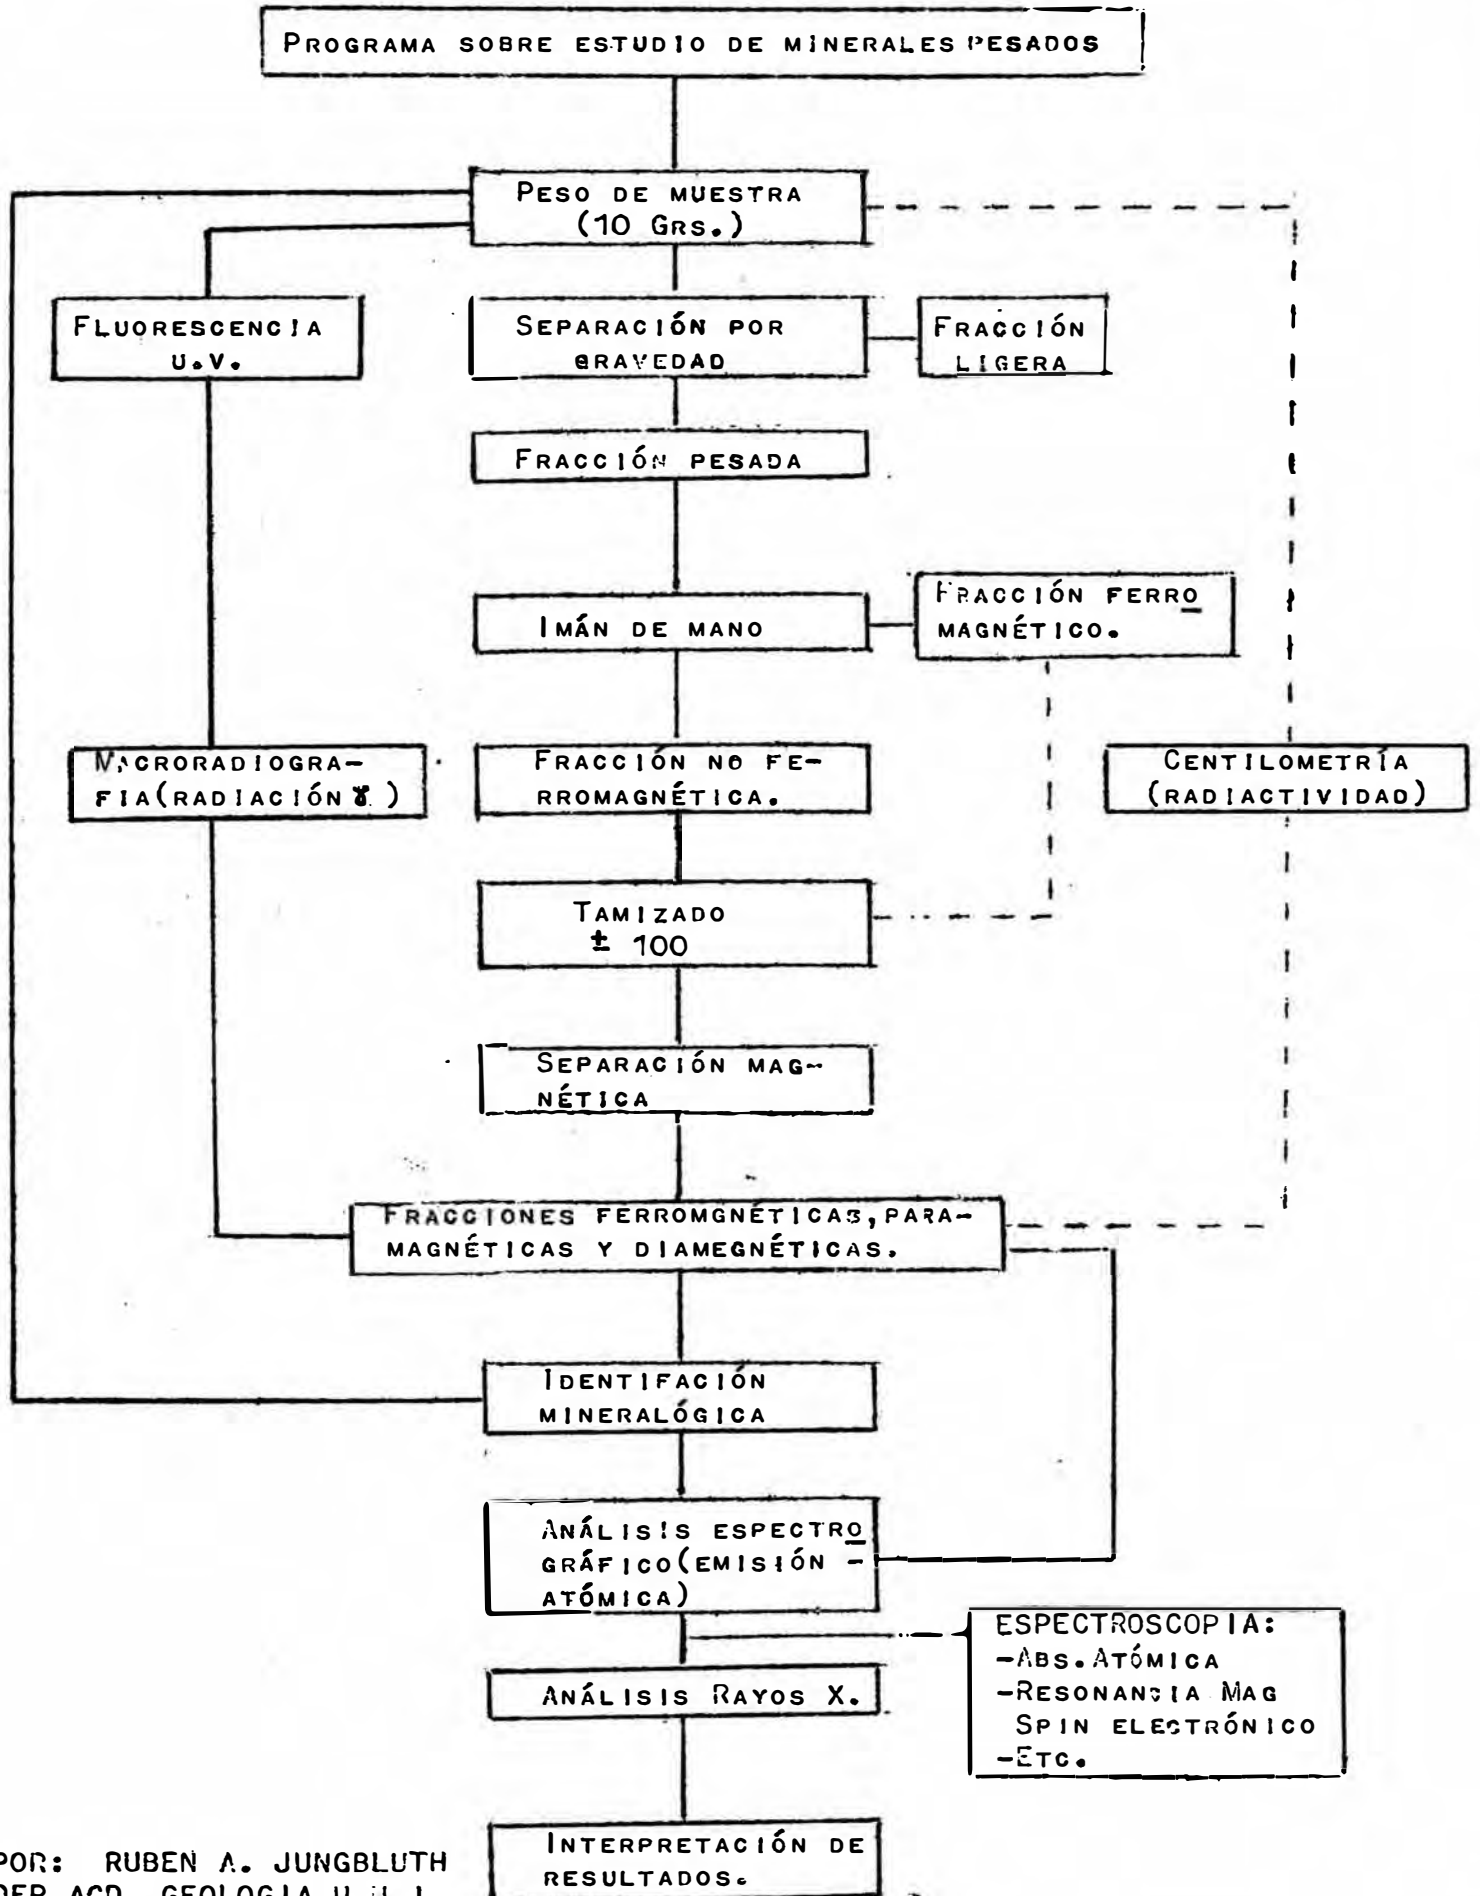 PROGRAMA SOBRE ESTUDIO DE MINERALES PESADOS
PESO DE MUESTRA
(10 GRS.)
FLUORESCENCIA
U.V.
SEPARACIÓN POR
GRAVEDAD
FRACCIÓN
LIGERA
FRACCIÓN PESADA
IMÁN DE MANO
FRACCIÓN FERRO
MAGNÉTICO.
MACRORADIOGRA-
FIA(RADIACIÓN γ )
FRACCIÓN NO FE-
RROMAGNÉTICA.
CENTILOMETRÍA
(RADIACTIVIDAD)
TAMIZADO
± 100
SEPARACIÓN MAG-
NÉTICA
FRACCIONES FERROMGNÉTICAS, PARA-
MAGNÉTICAS Y DIAMEGNÉTICAS.
IDENTIFACIÓN
MINERALÓGICA
ANÁLISIS ESPECTRO
GRÁFICO(EMISIÓN -
ATÓMICA)
ESPECTROSCOPIA:
-ABS. ATÓMICA
-RESONANCIA MAG
SPIN ELECTRÓNICO
-ETC.
ANÁLISIS RAYOS X.
INTERPRETACIÓN DE
RESULTADOS.
POR: RUBEN A. JUNGBLUTH
ACD. GEOLOGIA